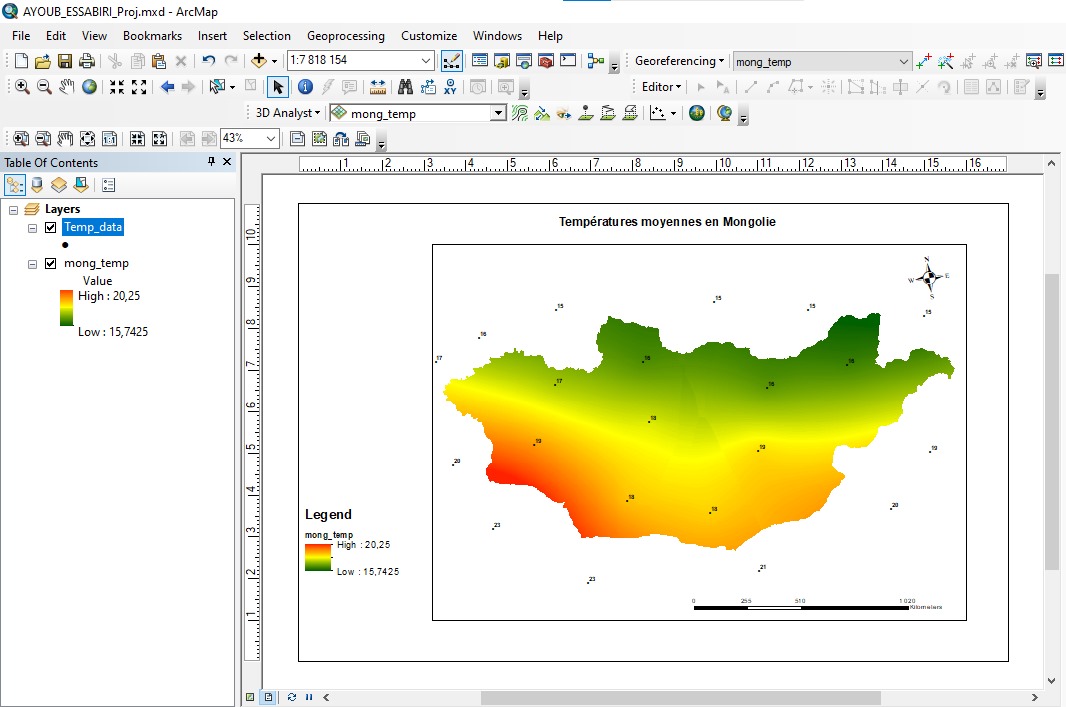 AYOUB_ESSABIRI_Proj.mxd - ArcMap
File Edit View Bookmarks Insert Selection Geoprocessing Customize Windows Help
1:7 818 154
Georeferencing
mong_temp
XY
Editor
3D Analyst
mong_temp
1:1
43%
Table Of Contents
Layers
Temp_data
mong_temp
Value
High : 20,25
Low : 15,7425
1 2 3 4 5 6 7 8 9 10 11 12 13 14 15 16
10
9
8
7
6
5
4
3
2
1
Températures moyennes en Mongolie
N
W E
S
15 15 15 15
16
17 16 16
17 16
18
19 19 19
20
18 18 20
23
21
23
Legend
mong_temp
High : 20,25
Low : 15,7425
0 255 510 1 020
Kilometers